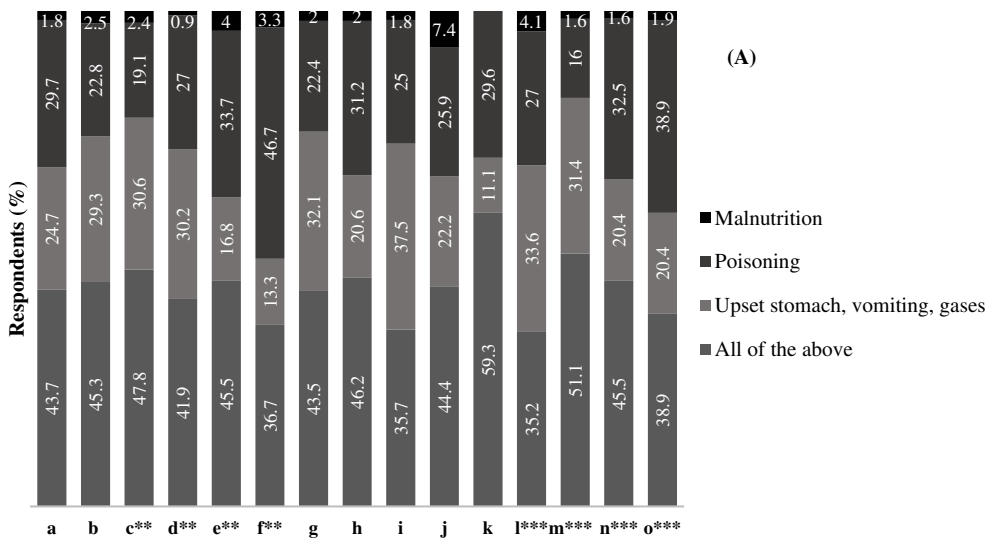 1.8 2.5 2.4 0.9 4 3.3 2 2 1.8 7.4 4.1 1.6 1.6 1.9
29.7 22.8 19.1 27 33.7 46.7 22.4 31.2 25 25.9 29.6 27 16 32.5 38.9
24.7 29.3 30.6 30.2 16.8 13.3 32.1 20.6 37.5 22.2 11.1 33.6 31.4 20.4 20.4
43.7 45.3 47.8 41.9 45.5 36.7 43.5 46.2 35.7 44.4 59.3 35.2 51.1 45.5 38.9
a b c** d** e** f** g h i j k l*** m*** n*** o***
Respondents (%)
(A)
Malnutrition
Poisoning
Upset stomach, vomiting, gases
All of the above